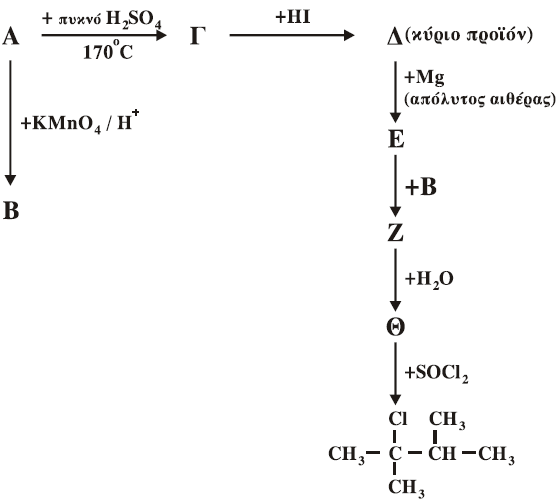 A + πυκνό H₂SO₄ 170°C Γ +HI Δ (κύριο προϊόν)
+KMnO₄ / H⁺
B
+Mg
(απόλυτος αιθέρας)
E
+B
Z
+H₂O
Θ
+SOCl₂
Cl CH₃
CH₃– C – CH –CH₃
CH₃